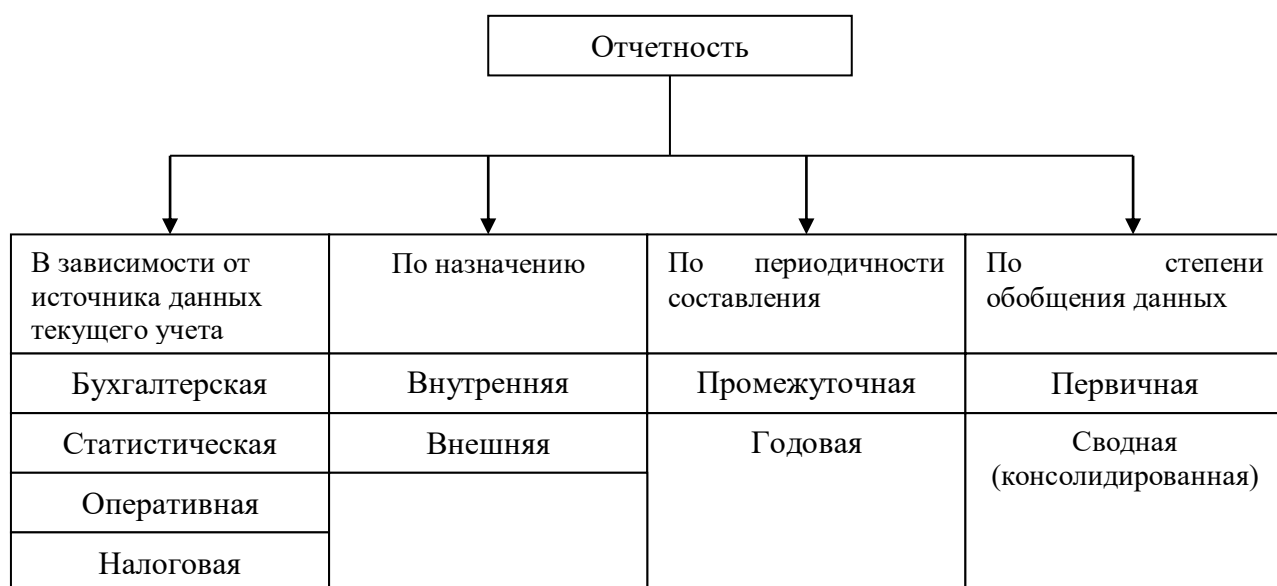 Отчетность
В зависимости от
источника данных
текущего учета
По назначению
По периодичности
составления
По степени
обобщения данных
Бухгалтерская
Внутренняя
Промежуточная
Первичная
Статистическая
Внешняя
Годовая
Сводная
(консолидированная)
Оперативная
Налоговая